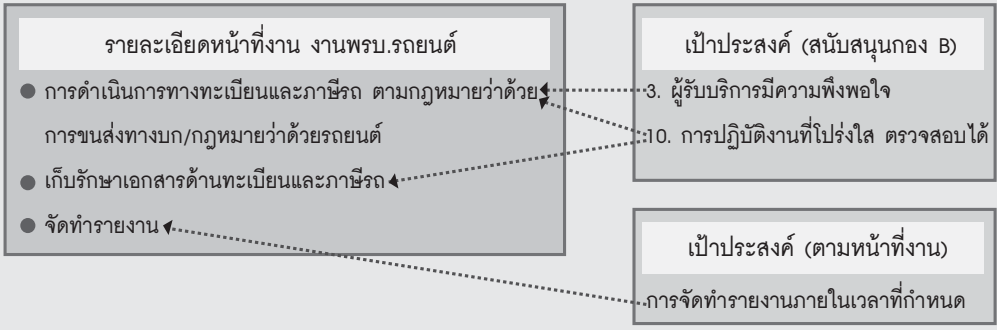 รายละเอียดหน้าที่งาน งานพรบ.รถยนต์
● การดำเนินการทางทะเบียนและภาษีรถ ตามกฎหมายว่าด้วย
การขนส่งทางบก/กฎหมายว่าด้วยรถยนต์
● เก็บรักษาเอกสารด้านทะเบียนและภาษีรถ
● จัดทำรายงาน
เป้าประสงค์ (สนับสนุนกอง B)
3. ผู้รับบริการมีความพึงพอใจ
10. การปฏิบัติงานที่โปร่งใส ตรวจสอบได้
เป้าประสงค์ (ตามหน้าที่งาน)
การจัดทำรายงานภายในเวลาที่กำหนด